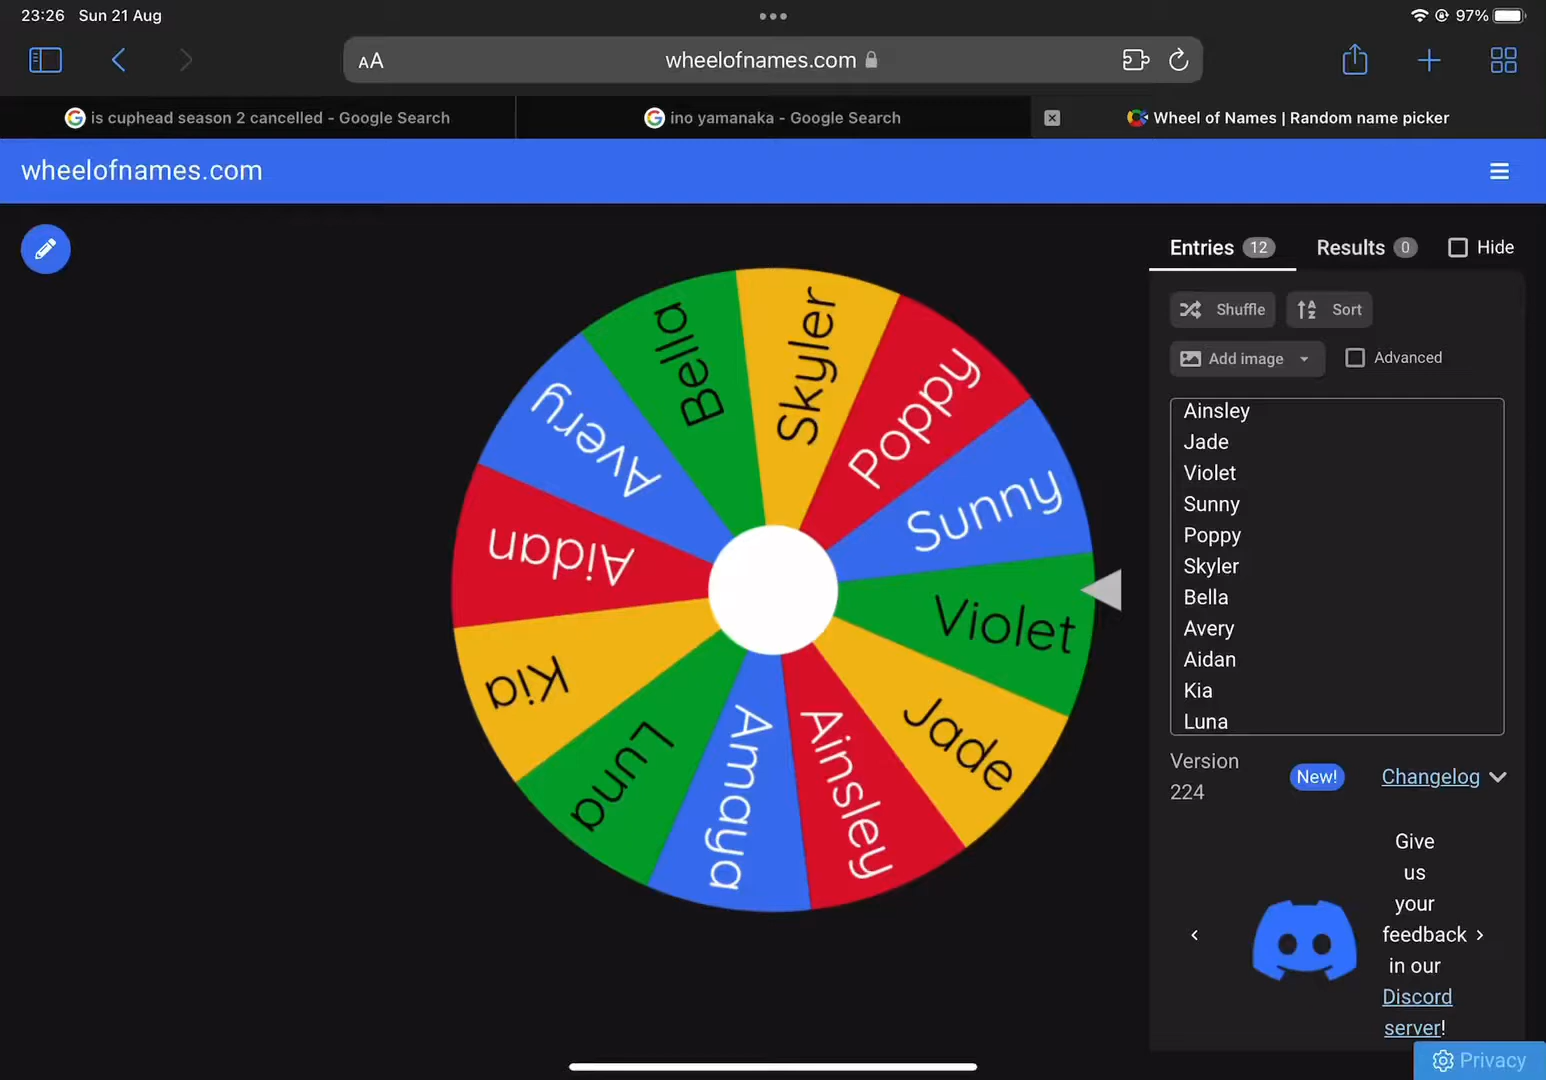 23:26 Sun 21 Aug
97%
AA
wheelofnames.com
is cuphead season 2 cancelled - Google Search
ino yamanaka - Google Search
Wheel of Names | Random name picker
wheelofnames.com
Entries 12
Results 0
Hide
Shuffle
Sort
Add image
Advanced
Ainsley
Jade
Violet
Sunny
Poppy
Skyler
Bella
Avery
Aidan
Kia
Luna
Skyler
Poppy
Sunny
Violet
Jade
Ainsley
Amaya
Luna
Kia
Aidan
Avery
Bella
Version
224
New!
Changelog
Give
us
your
feedback
in our
Discord
server!
Privacy